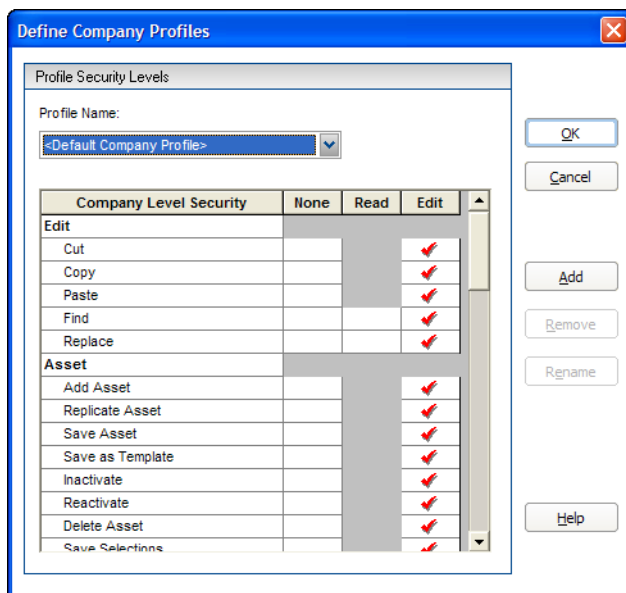 Define Company Profiles
Profile Security Levels
Profile Name:
<Default Company Profile>
OK
Cancel
Company Level Security None Read Edit
Edit
Cut
Copy
Paste
Find
Replace
Asset
Add Asset
Replicate Asset
Save Asset
Save as Template
Inactivate
Reactivate
Delete Asset
Save Selections
Add
Remove
Rename
Help